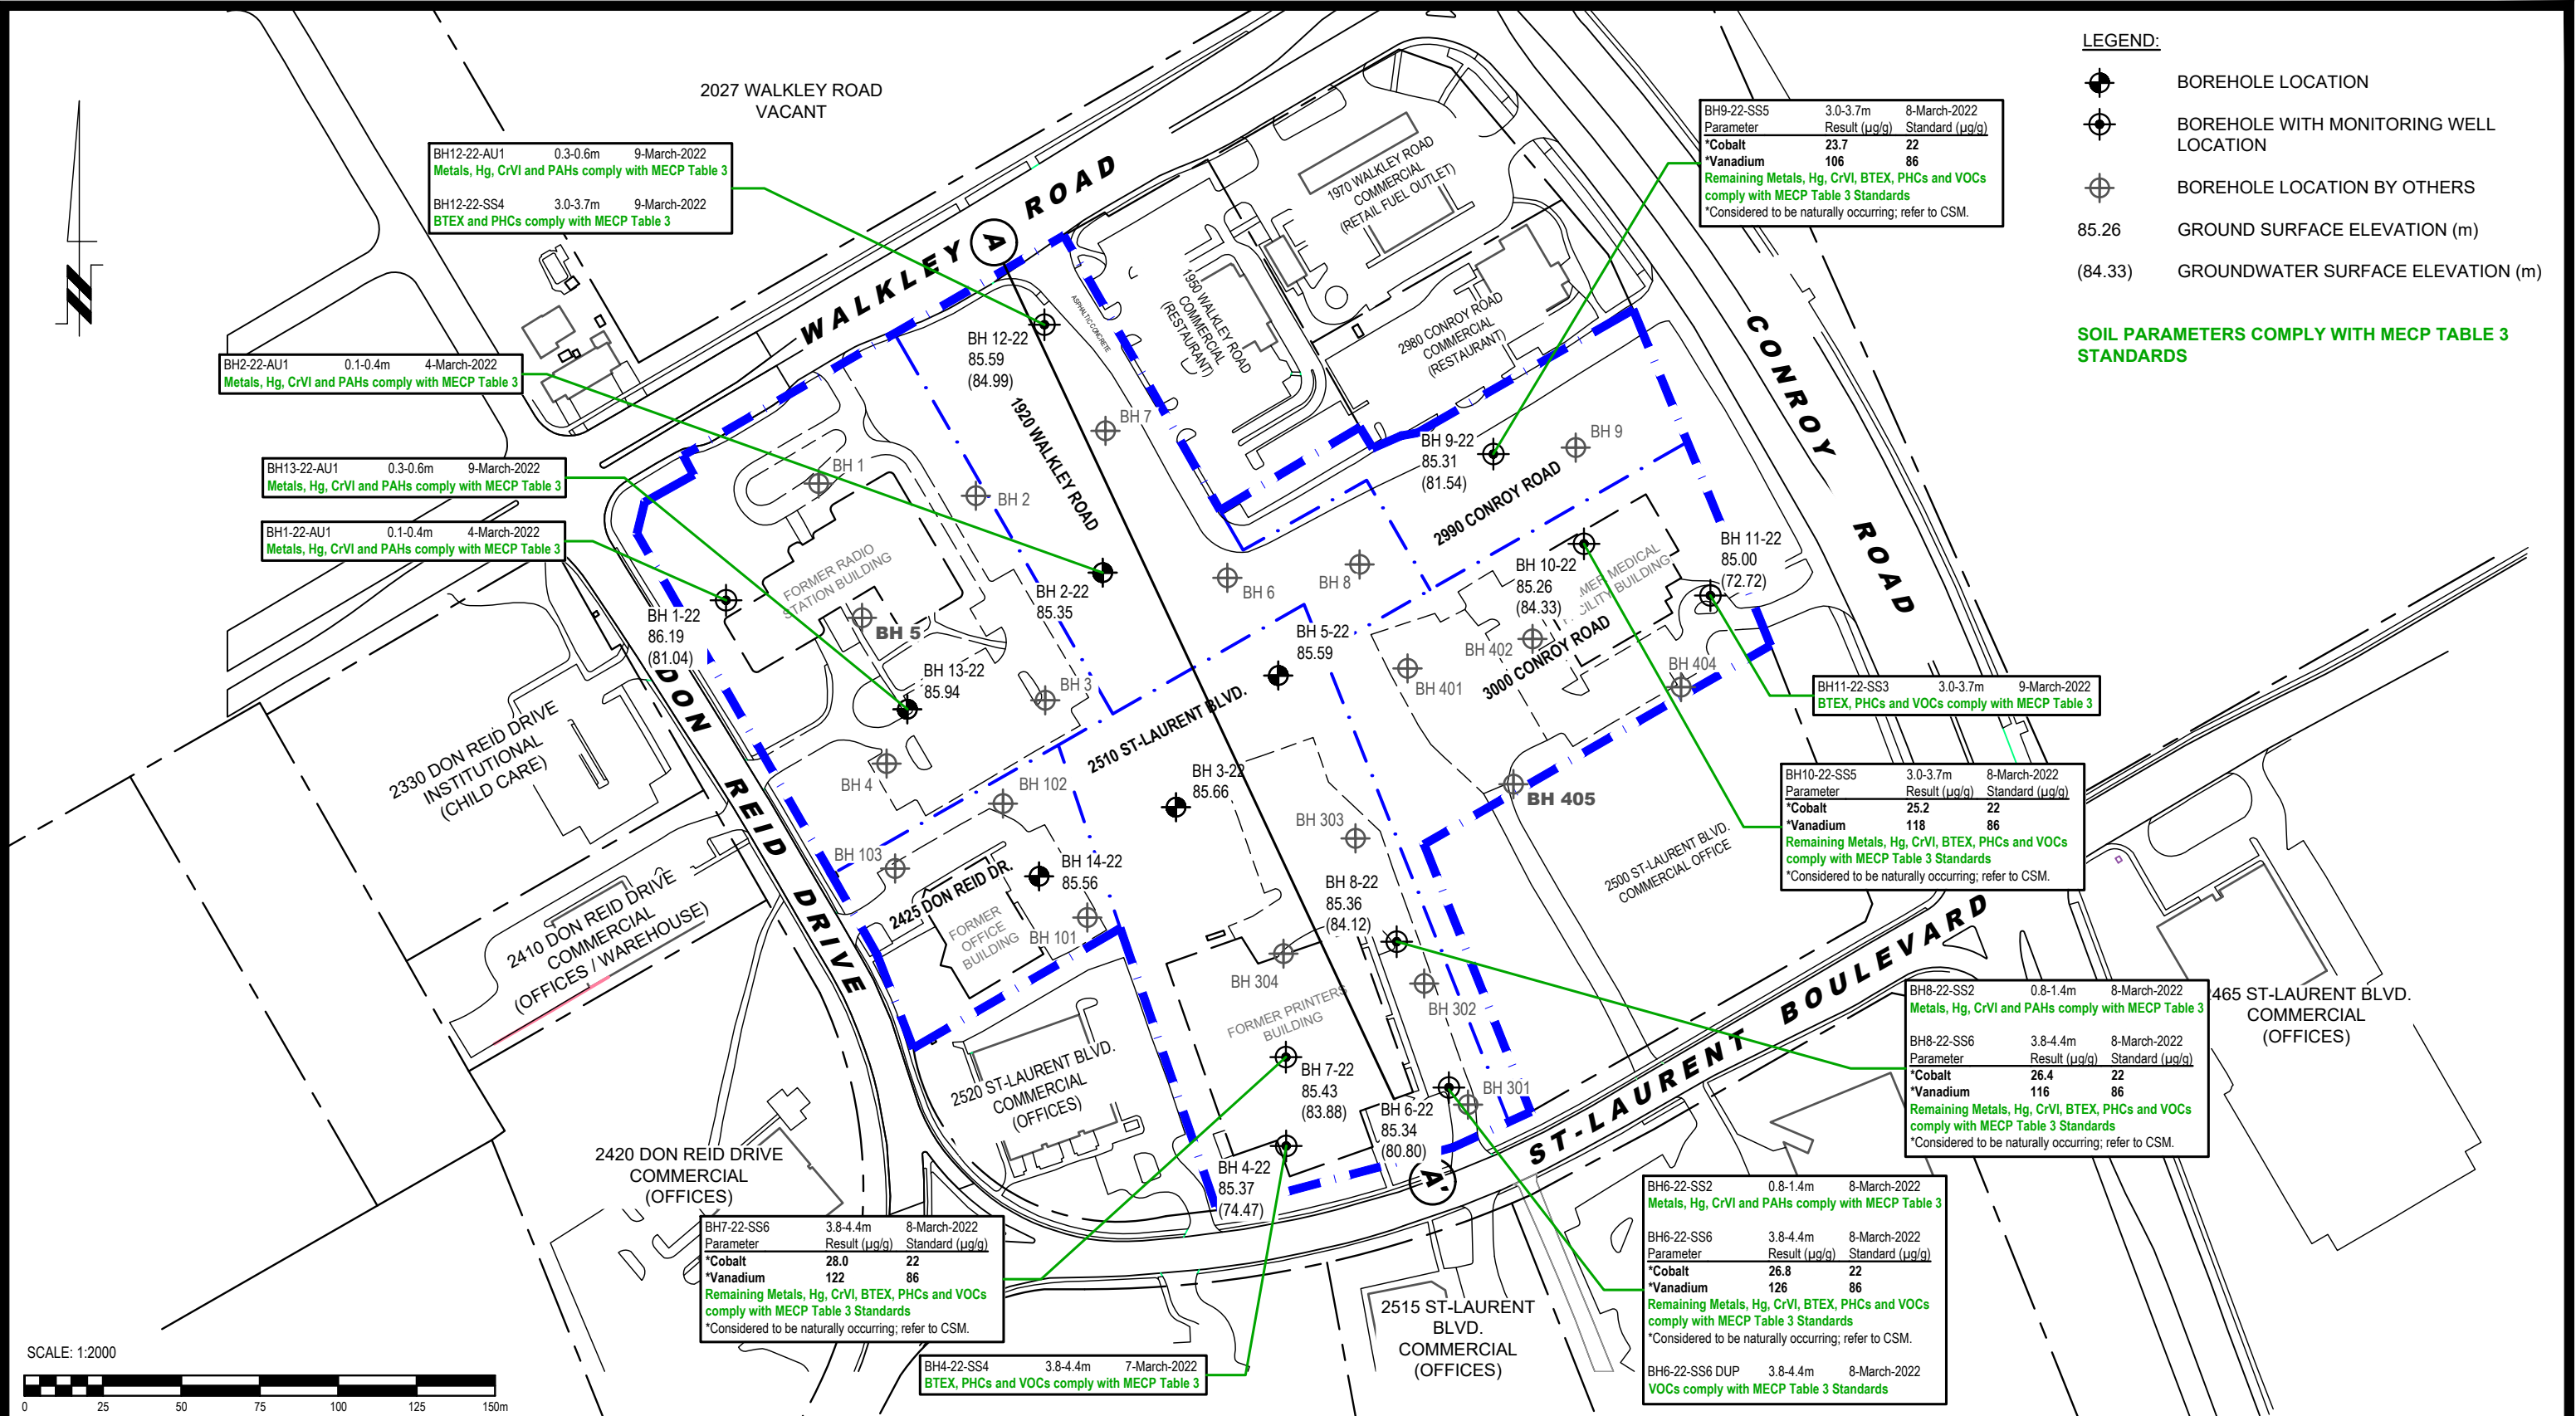 LEGEND:
BOREHOLE LOCATION
BOREHOLE WITH MONITORING WELL
LOCATION
BOREHOLE LOCATION BY OTHERS
85.26 GROUND SURFACE ELEVATION (m)
(84.33) GROUNDWATER SURFACE ELEVATION (m)
SOIL PARAMETERS COMPLY WITH MECP TABLE 3
STANDARDS
2027 WALKLEY ROAD
VACANT
BH12-22-AU1 0.3-0.6m 9-March-2022
Metals, Hg, CrVI and PAHs comply with MECP Table 3
BH12-22-SS4 3.0-3.7m 9-March-2022
BTEX and PHCs comply with MECP Table 3
BH9-22-SS5 3.0-3.7m 8-March-2022
Parameter Result (µg/g) Standard (µg/g)
*Cobalt 23.7 22
*Vanadium 106 86
Remaining Metals, Hg, CrVI, BTEX, PHCs and VOCs
comply with MECP Table 3 Standards
*Considered to be naturally occurring; refer to CSM.
WALKLEY ROAD
A
1970 WALKLEY ROAD
COMMERCIAL
(RETAIL FUEL OUTLET)
1950 WALKLEY ROAD
COMMERCIAL
(RESTAURANT)
2980 CONROY ROAD
COMMERCIAL
(RESTAURANT)
ASPHALTIC CONCRETE
CONROY ROAD
BH2-22-AU1 0.1-0.4m 4-March-2022
Metals, Hg, CrVI and PAHs comply with MECP Table 3
BH 12-22
85.59
(84.99)
1920 WALKLEY ROAD
BH 7
BH 9-22
85.31
(81.54)
BH 9
2990 CONROY ROAD
BH13-22-AU1 0.3-0.6m 9-March-2022
Metals, Hg, CrVI and PAHs comply with MECP Table 3
BH 1
BH 2
BH1-22-AU1 0.1-0.4m 4-March-2022
Metals, Hg, CrVI and PAHs comply with MECP Table 3
FORMER RADIO
STATION BUILDING
BH 1-22
86.19
(81.04)
BH 5
BH 2-22
85.35
BH 6
BH 8
BH 10-22
85.26
(84.33)
MER MEDICAL
CILITY BUILDING
BH 11-22
85.00
(72.72)
BH 5-22
85.59
BH 402
3000 CONROY ROAD
BH 401
BH 404
BH 13-22
85.94
BH 3
2510 ST-LAURENT BLVD.
BH11-22-SS3 3.0-3.7m 9-March-2022
BTEX, PHCs and VOCs comply with MECP Table 3
2330 DON REID DRIVE
INSTITUTIONAL
(CHILD CARE)
DON REID DRIVE
BH 4
BH 102
BH 3-22
85.66
BH 405
BH10-22-SS5 3.0-3.7m 8-March-2022
Parameter Result (µg/g) Standard (µg/g)
*Cobalt 25.2 22
*Vanadium 118 86
Remaining Metals, Hg, CrVI, BTEX, PHCs and VOCs
comply with MECP Table 3 Standards
*Considered to be naturally occurring; refer to CSM.
BH 303
BH 103
BH 14-22
85.56
2500 ST-LAURENT BLVD.
COMMERCIAL OFFICE
2425 DON REID DR.
FORMER
OFFICE
BUILDING
BH 101
BH 8-22
85.36
(84.12)
2410 DON REID DRIVE
COMMERCIAL
(OFFICES / WAREHOUSE)
BH 304
FORMER PRINTERS
BUILDING
BH 302
ST-LAURENT BOULEVARD
BH8-22-SS2 0.8-1.4m 8-March-2022
Metals, Hg, CrVI and PAHs comply with MECP Table 3
BH8-22-SS6 3.8-4.4m 8-March-2022
Parameter Result (µg/g) Standard (µg/g)
*Cobalt 26.4 22
*Vanadium 116 86
Remaining Metals, Hg, CrVI, BTEX, PHCs and VOCs
comply with MECP Table 3 Standards
*Considered to be naturally occurring; refer to CSM.
465 ST-LAURENT BLVD.
COMMERCIAL
(OFFICES)
2520 ST-LAURENT BLVD.
COMMERCIAL
(OFFICES)
BH 7-22
85.43
(83.88)
BH 301
BH 6-22
85.34
(80.80)
BH 4-22
85.37
(74.47)
A'
2420 DON REID DRIVE
COMMERCIAL
(OFFICES)
BH7-22-SS6 3.8-4.4m 8-March-2022
Parameter Result (µg/g) Standard (µg/g)
*Cobalt 28.0 22
*Vanadium 122 86
Remaining Metals, Hg, CrVI, BTEX, PHCs and VOCs
comply with MECP Table 3 Standards
*Considered to be naturally occurring; refer to CSM.
BH6-22-SS2 0.8-1.4m 8-March-2022
Metals, Hg, CrVI and PAHs comply with MECP Table 3
BH6-22-SS6 3.8-4.4m 8-March-2022
Parameter Result (µg/g) Standard (µg/g)
*Cobalt 26.8 22
*Vanadium 126 86
Remaining Metals, Hg, CrVI, BTEX, PHCs and VOCs
comply with MECP Table 3 Standards
*Considered to be naturally occurring; refer to CSM.
BH6-22-SS6 DUP 3.8-4.4m 8-March-2022
VOCs comply with MECP Table 3 Standards
2515 ST-LAURENT
BLVD.
COMMERCIAL
(OFFICES)
BH4-22-SS4 3.8-4.4m 7-March-2022
BTEX, PHCs and VOCs comply with MECP Table 3
SCALE: 1:2000
0 25 50 75 100 125 150m